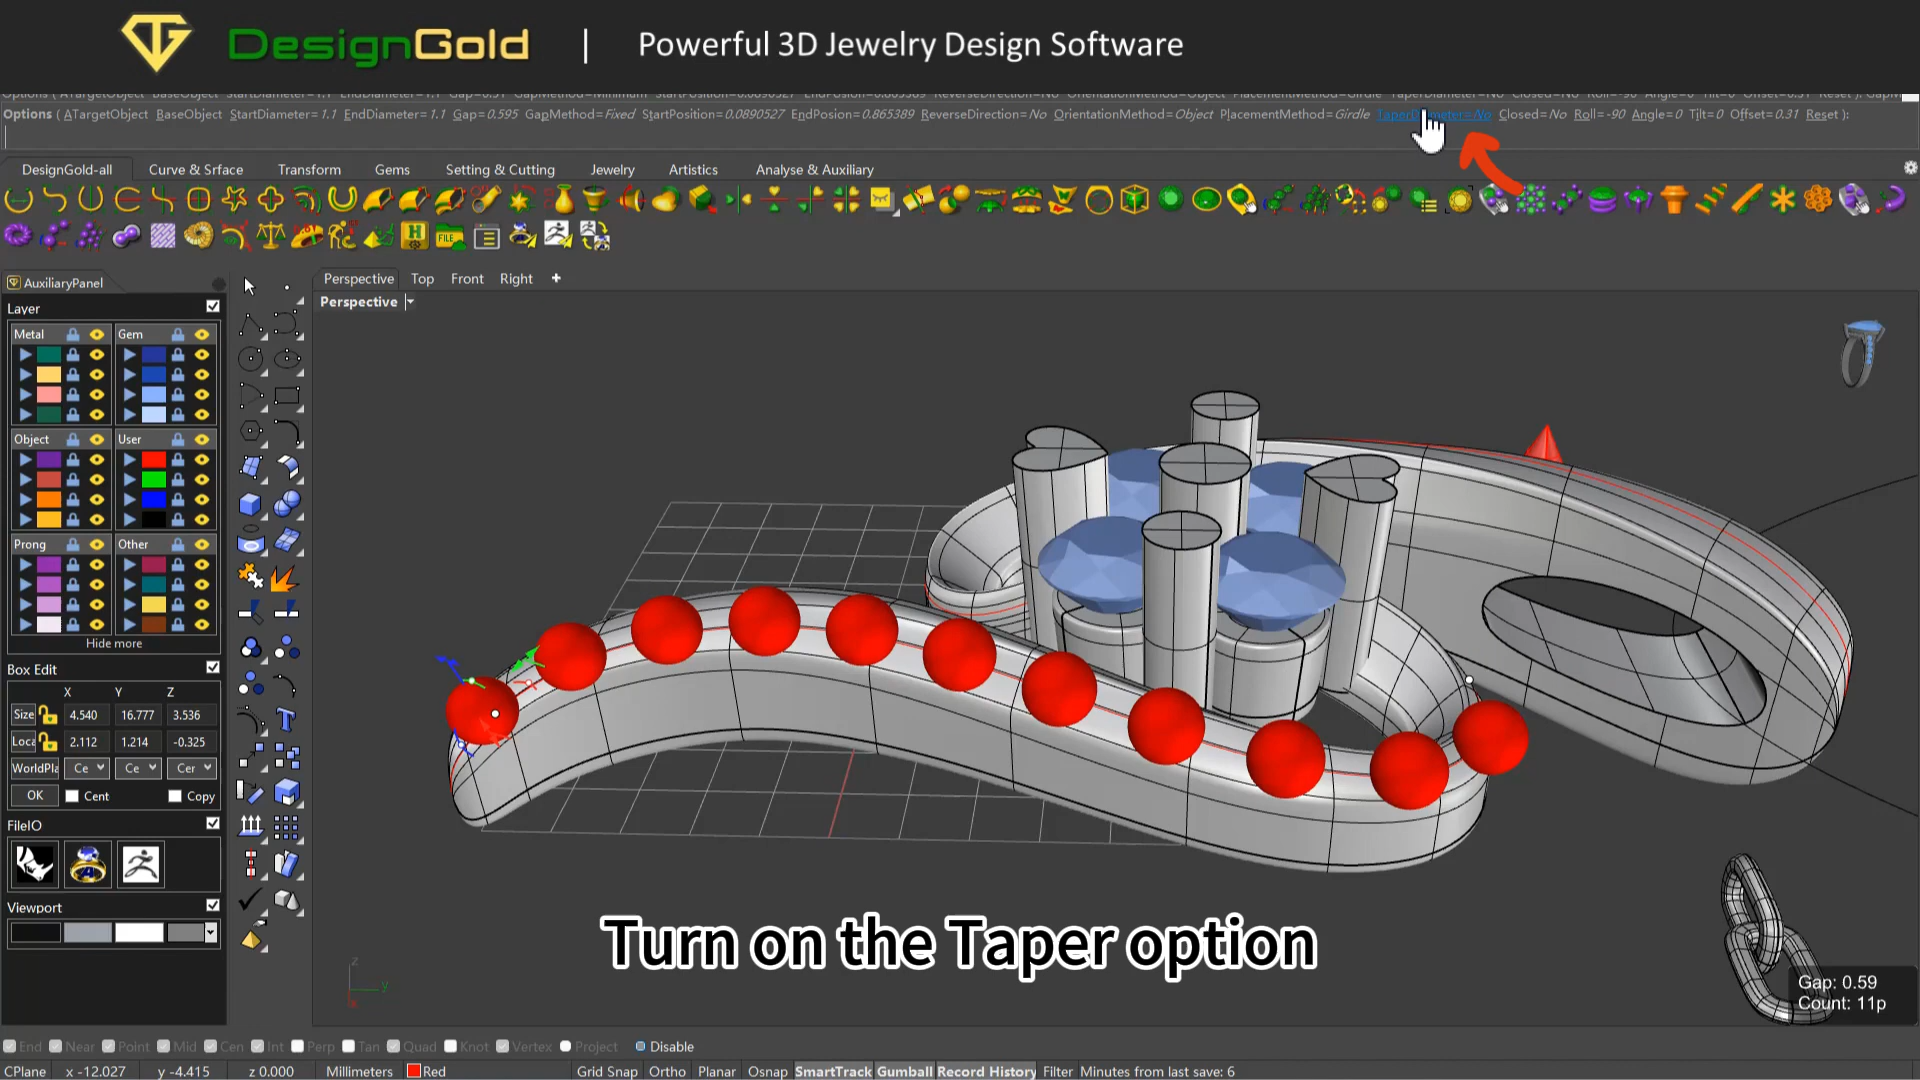 DesignGold | Powerful 3D Jewelry Design Software
Options ( ATargetObject BaseObject StartDiameter=1.1 EndDiameter=1.1 Gap=0.595 GapMethod=Fixed StartPosition=0.0890527 EndPosion=0.865389 ReverseDirection=No OrientationMethod=Object PlacementMethod=Girdle Closed=No Roll=-90 Angle=0 Tilt=0 Offset=0.31 Reset ):
DesignGold-all Curve & Srface Transform Gems Setting & Cutting Jewelry Artistics Analyse & Auxiliary
H FILE
AuxiliaryPanel
Perspective Top Front Right
Perspective
Layer
Metal Gem
Object User
Prong Other
Hide more
Box Edit
X Y Z
Size 4.540 16.777 3.536
Loca 2.112 1.214 -0.325
WorldPla Ce Ce Cer
OK Cent Copy
FileIO
Viewport
Turn on the Taper option
z
y
x
Gap: 0.59
Count: 11p
End Near Point Mid Cen Int Perp Tan Quad Knot Vertex Project Disable
CPlane x -12.027 y -4.415 z 0.000 Millimeters Red Grid Snap Ortho Planar Osnap SmartTrack Gumball Record History Filter Minutes from last save: 6